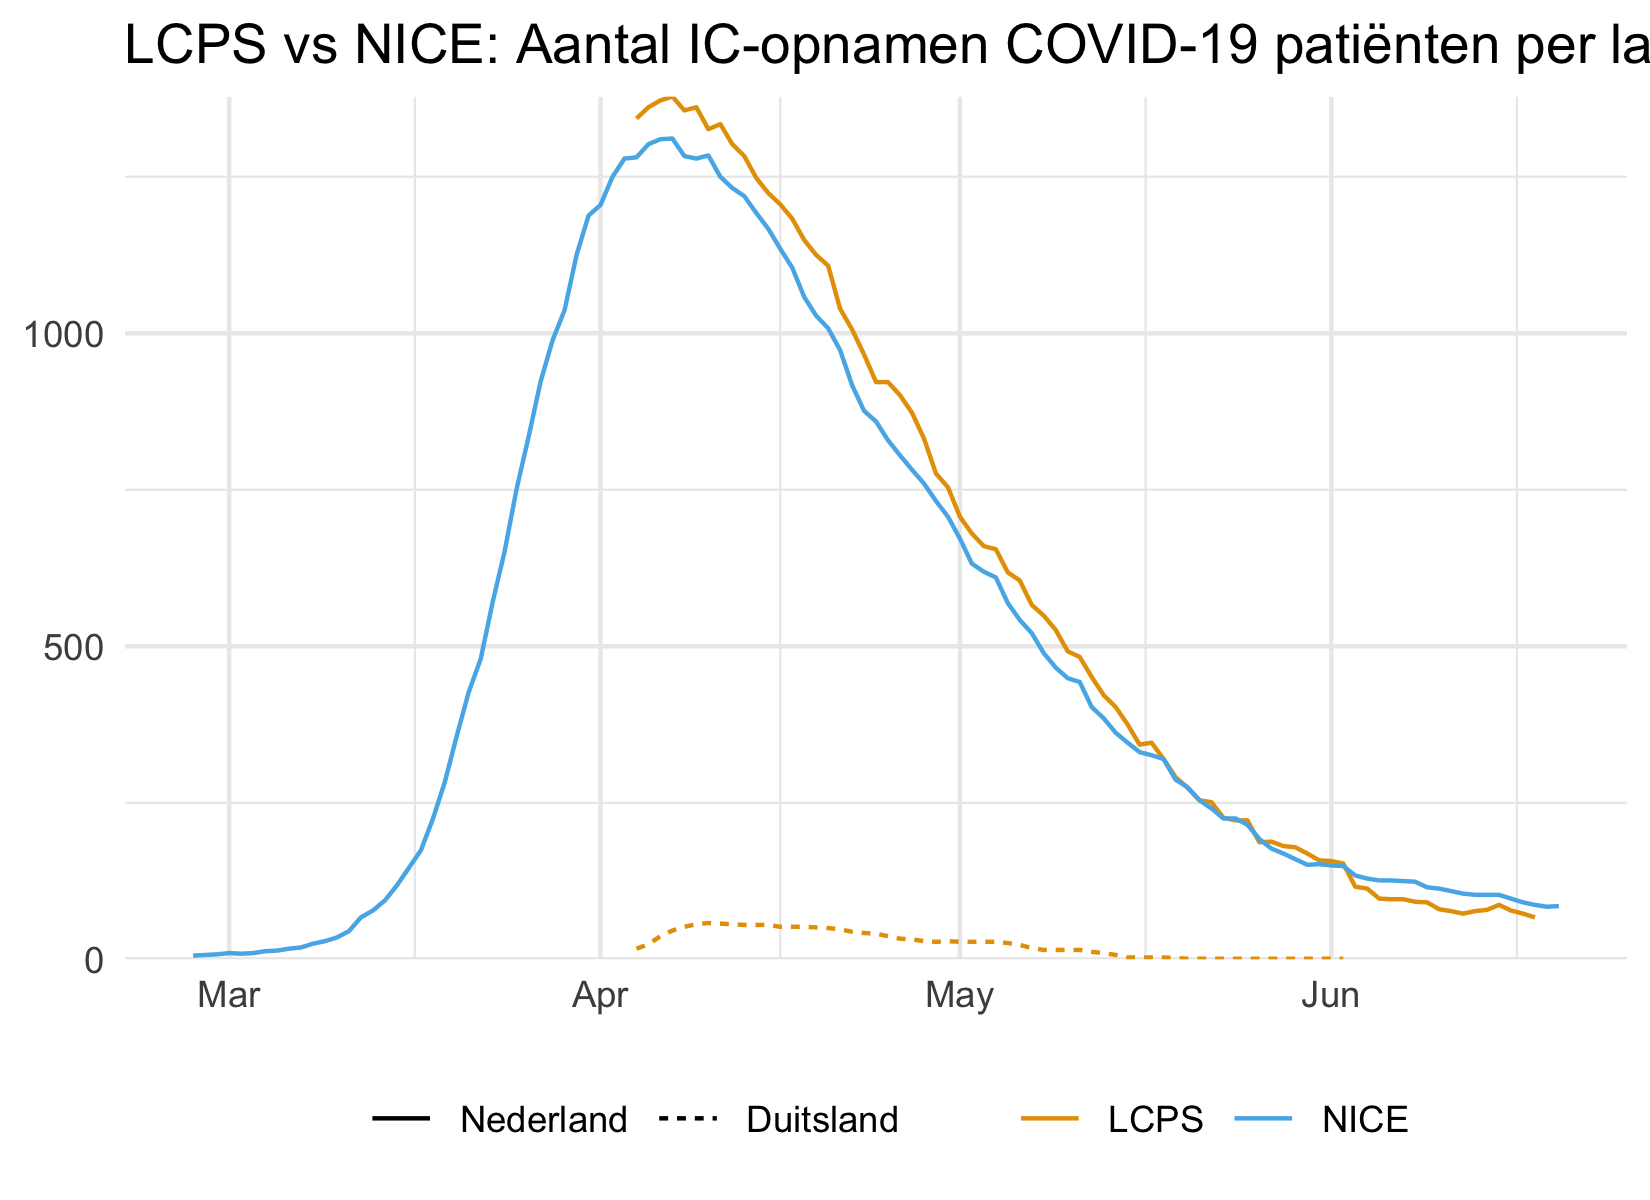 LCPS vs NICE: Aantal IC-opnamen COVID-19 patiënten per la
1000
500
0
Mar Apr May Jun
Nederland Duitsland LCPS NICE